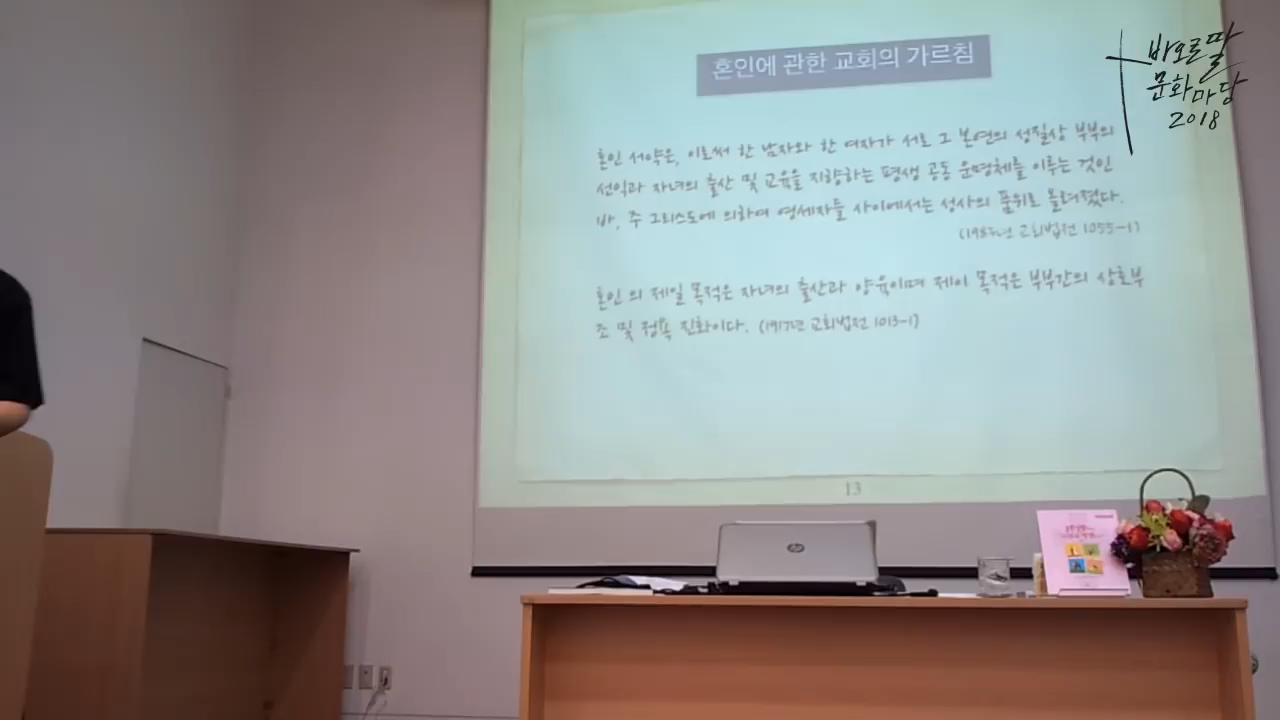 혼인에 관한 교회의 가르침
혼인 서약은, 이로써 한 남자와 한 여자가 서로 그 본연의 성질상 부부의
선익과 자녀의 출산 및 교육을 지향하는 평생 공동 운명체를 이루는 것인
바, 주 그리스도에 의하여 영세자들 사이에서는 성사의 품위로 올려졌다.
교회법전 1055-1)
혼인의 제일 목적은 자녀의 출산과 양육이며 제이 목적은 부부간의 상호부
조 및 정욕 진화이다. (1917년 교회법전 1013-1)
13
바오로딸
문화마당
2018
hp